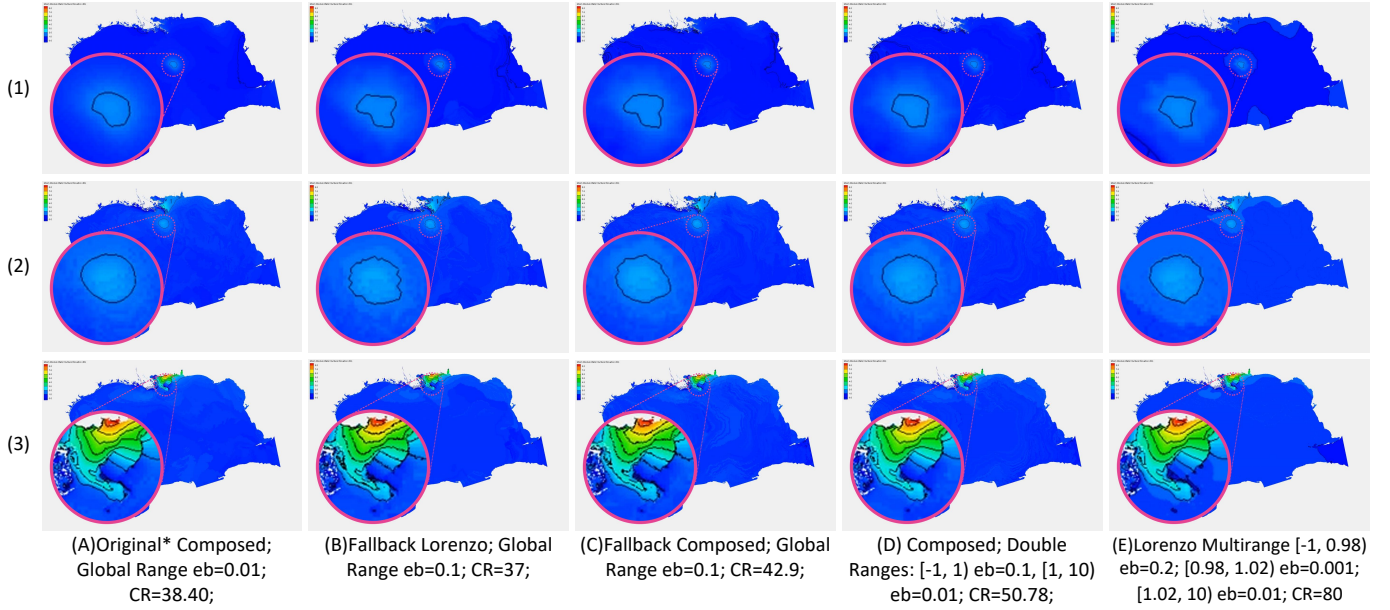 (1)
(2)
(3)
(A)Original* Composed;
Global Range eb=0.01;
CR=38.40;
(B)Fallback Lorenzo; Global
Range eb=0.1; CR=37;
(C)Fallback Composed; Global
Range eb=0.1; CR=42.9;
(D) Composed; Double
Ranges: [-1, 1) eb=0.1, [1, 10)
eb=0.01; CR=50.78;
(E)Lorenzo Multirange [-1, 0.98)
eb=0.2; [0.98, 1.02) eb=0.001;
[1.02, 10) eb=0.01; CR=80